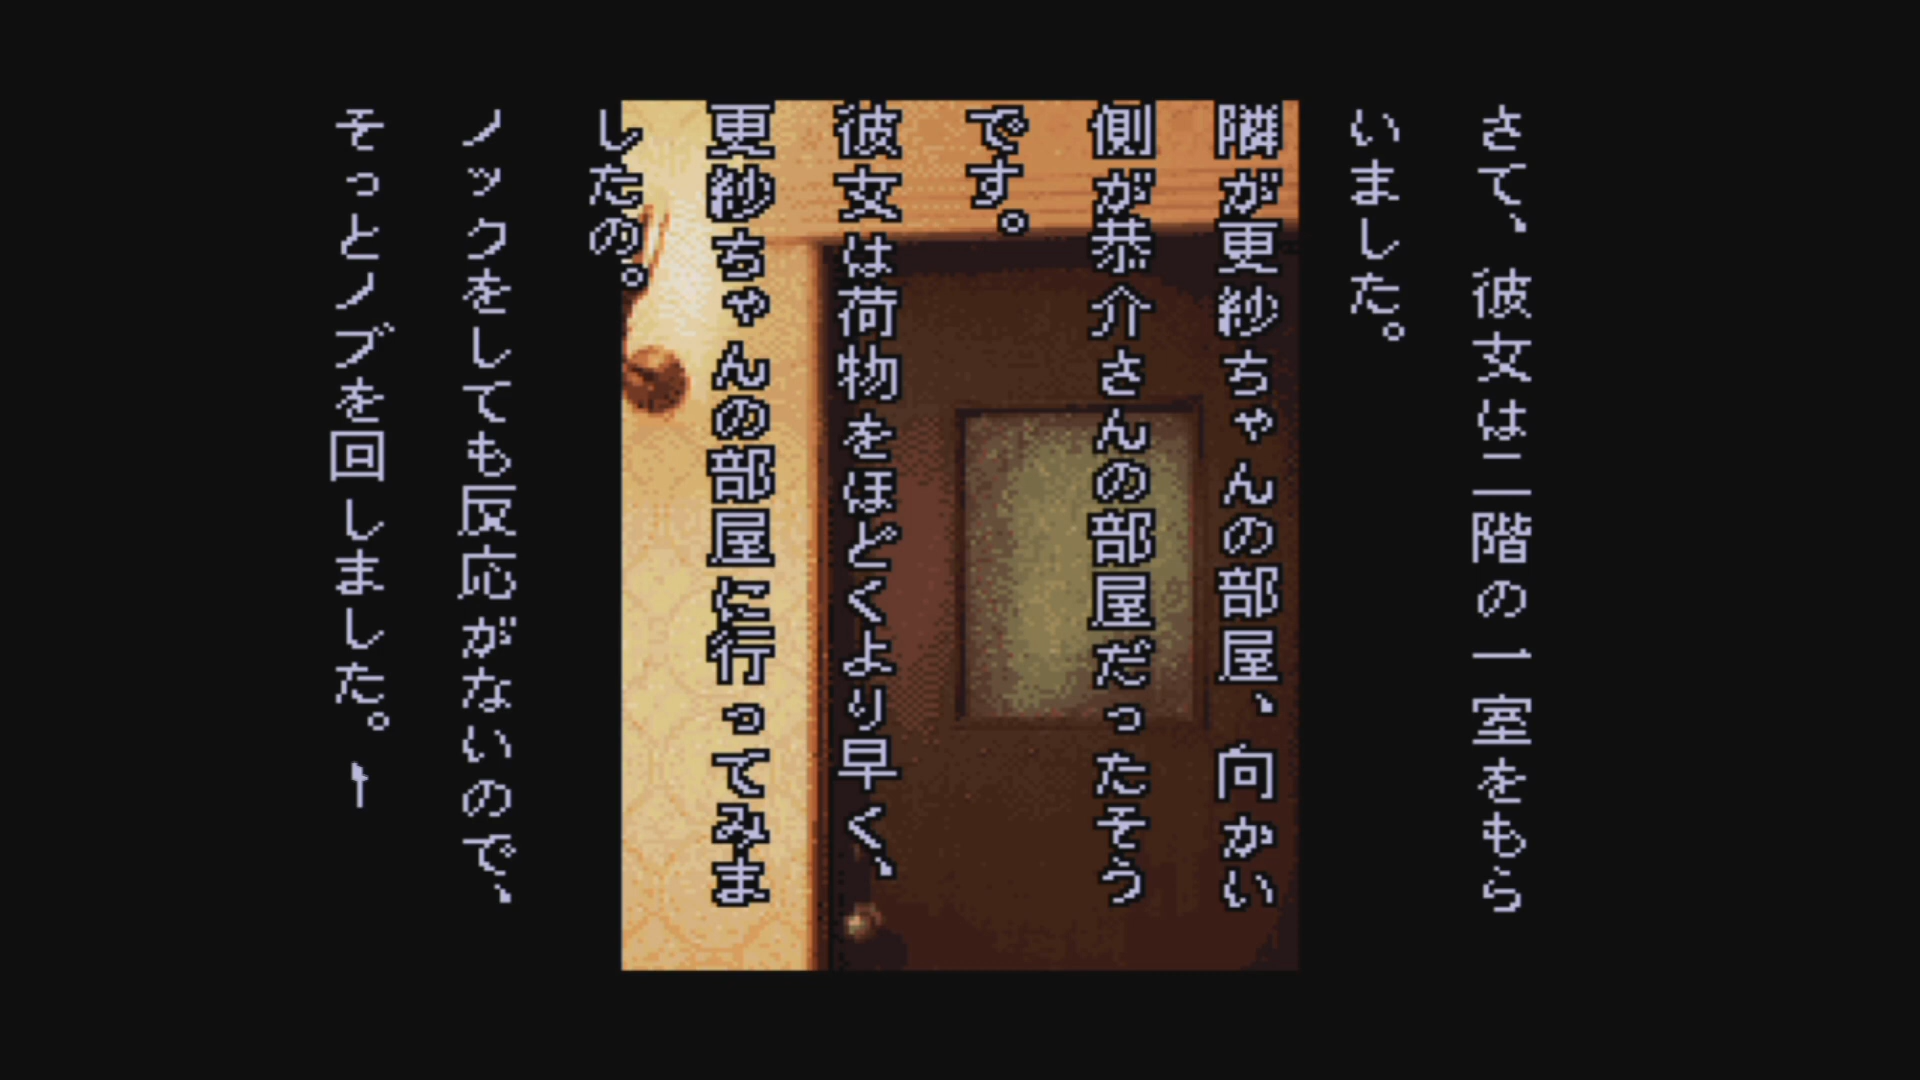 さて、彼女は二階の一室をもら
いました。
隣が更紗ちゃんの部屋、向かい
側が恭介さんの部屋だったそう
です。
彼女は荷物をほどくより早く、
更紗ちゃんの部屋に行ってみま
したの。
ノックをしても反応がないので、
そっとノブを回しました。